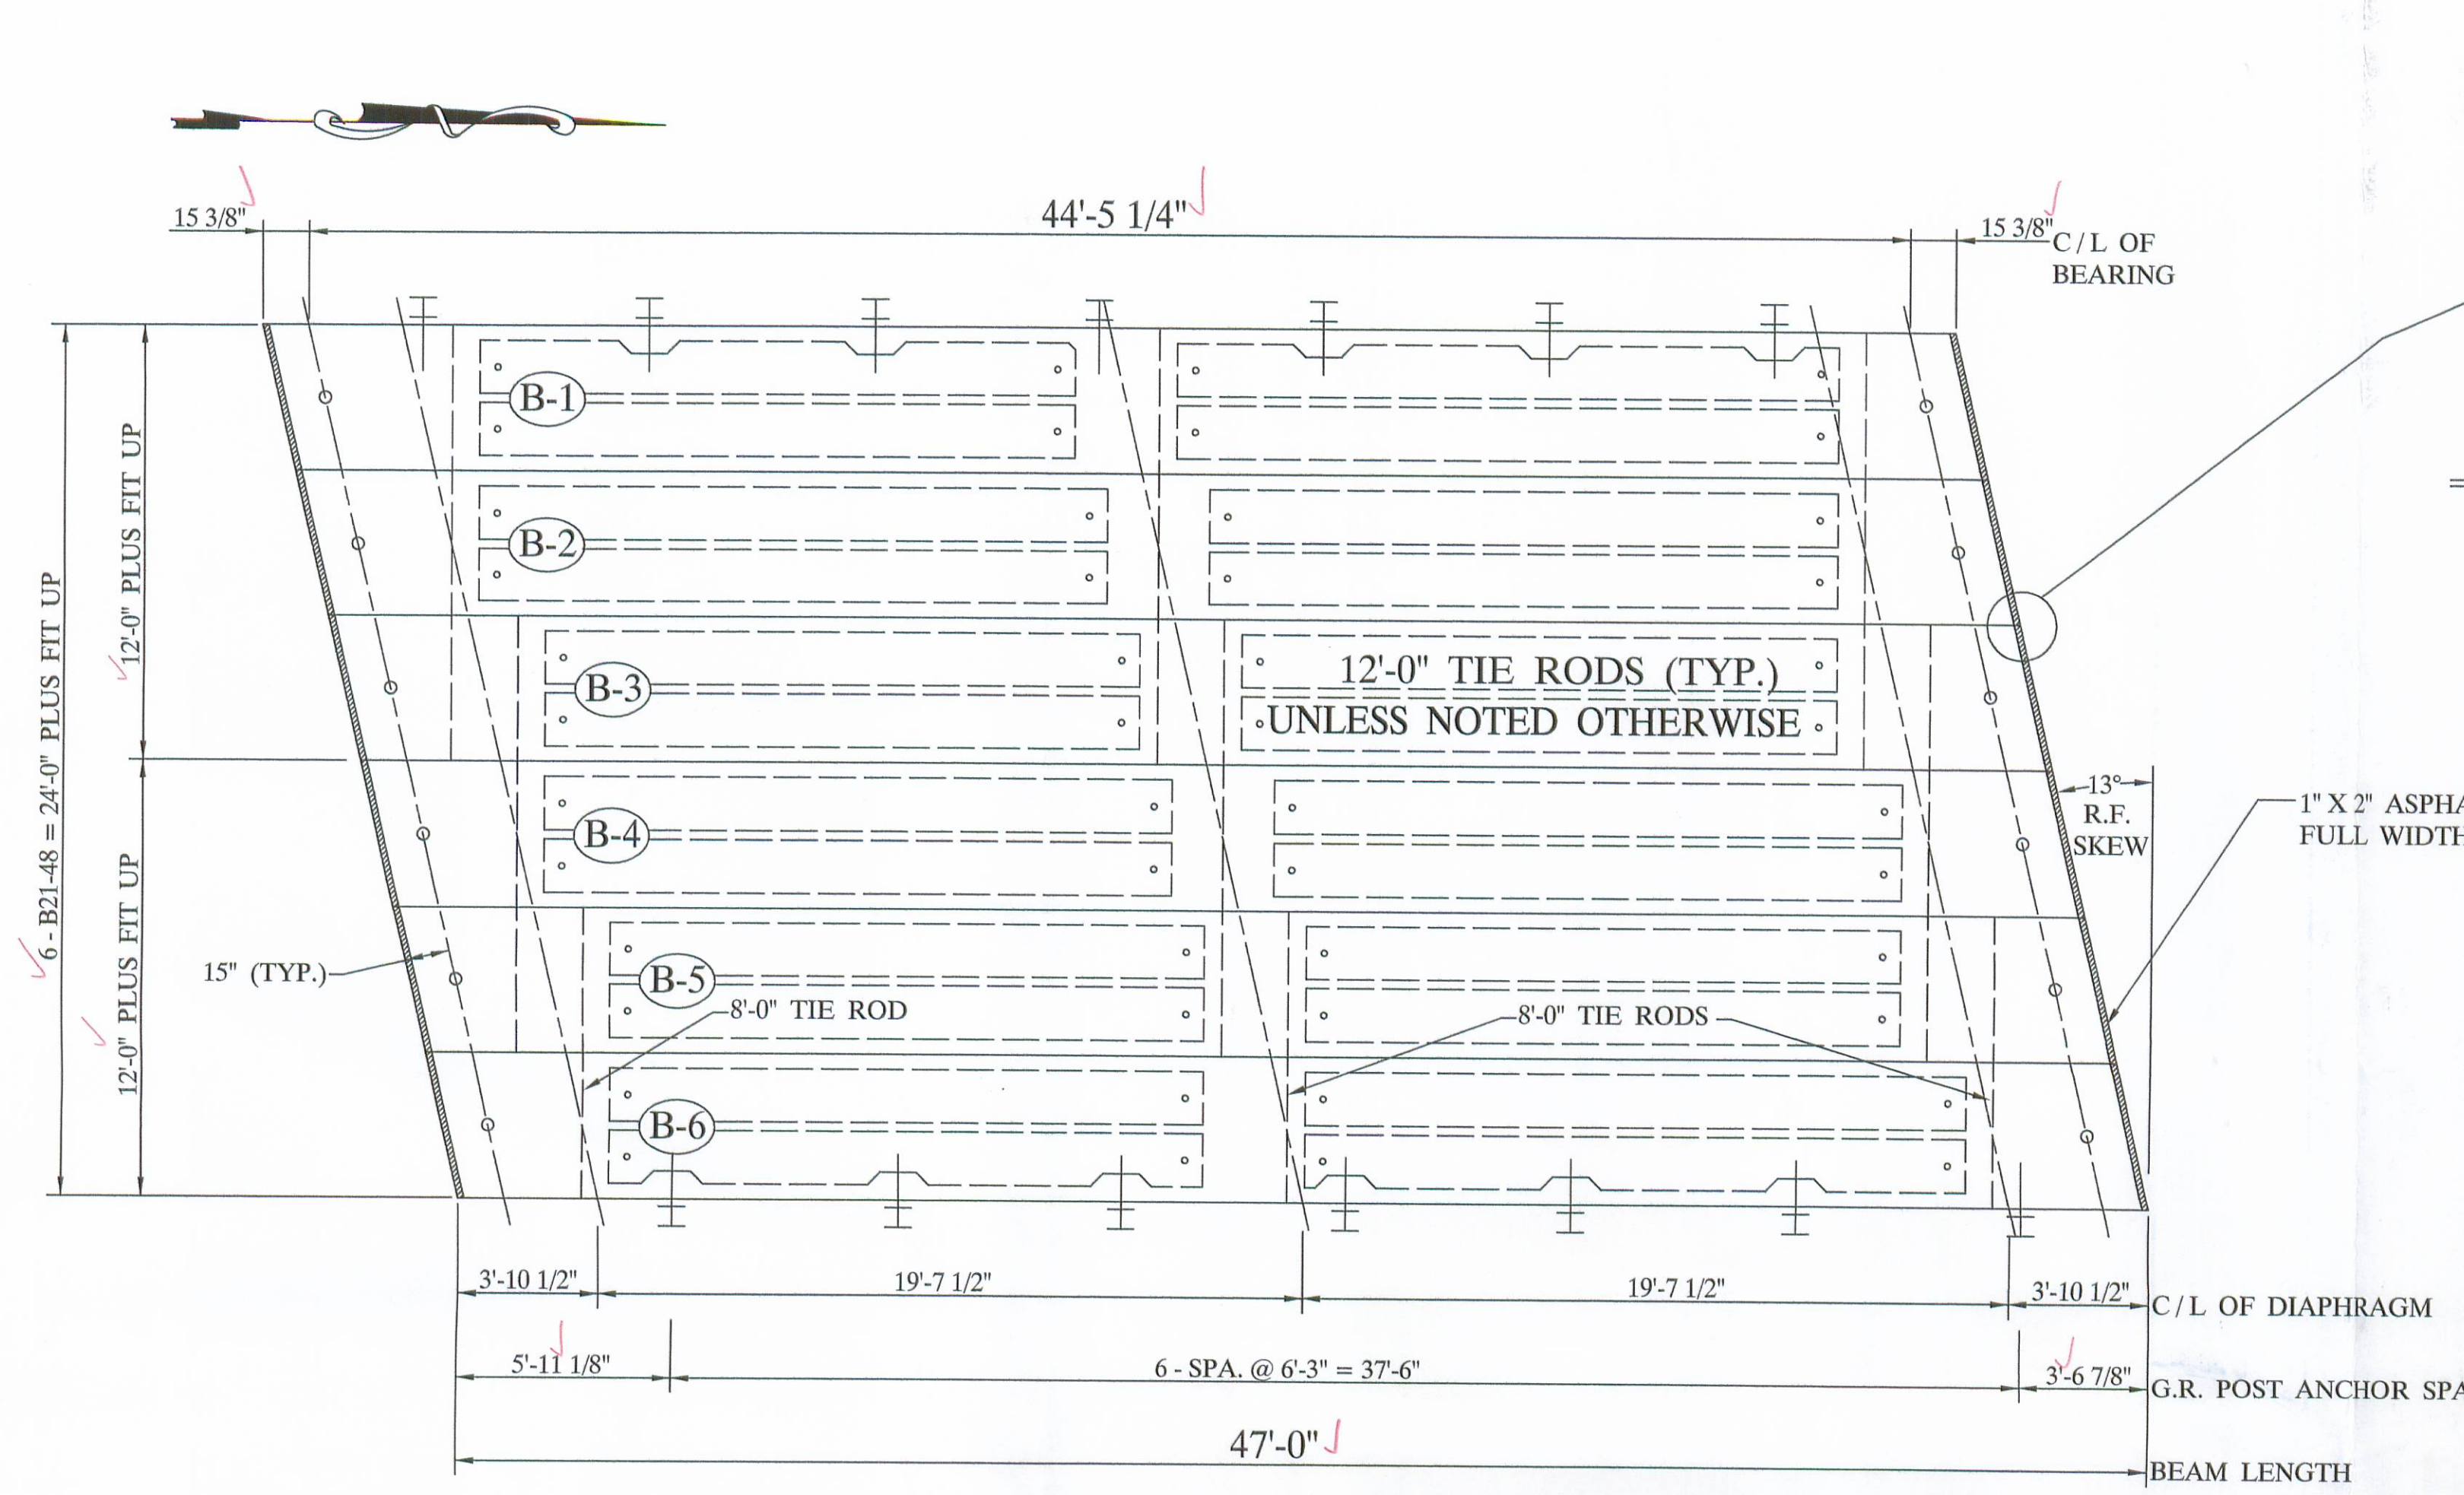 15 3/8"
44'-5 1/4"
15 3/8"
C/L OF
BEARING
6 - B21-48 = 24'-0" PLUS FIT UP
12'-0" PLUS FIT UP
12'-0" PLUS FIT UP
B-1
B-2
B-3
12'-0" TIE RODS (TYP.)
UNLESS NOTED OTHERWISE
B-4
13°
R.F.
SKEW
1" X 2"
FULL WIDTH
15" (TYP.)
B-5
8'-0" TIE ROD
8'-0" TIE RODS
B-6
3'-10 1/2"
19'-7 1/2"
19'-7 1/2"
3'-10 1/2"
C/L OF DIAPHRAGM
5'-11 1/8"
6 - SPA. @ 6'-3" = 37'-6"
3'-6 7/8"
G.R. POST ANCHOR SPA
47'-0"
BEAM LENGTH